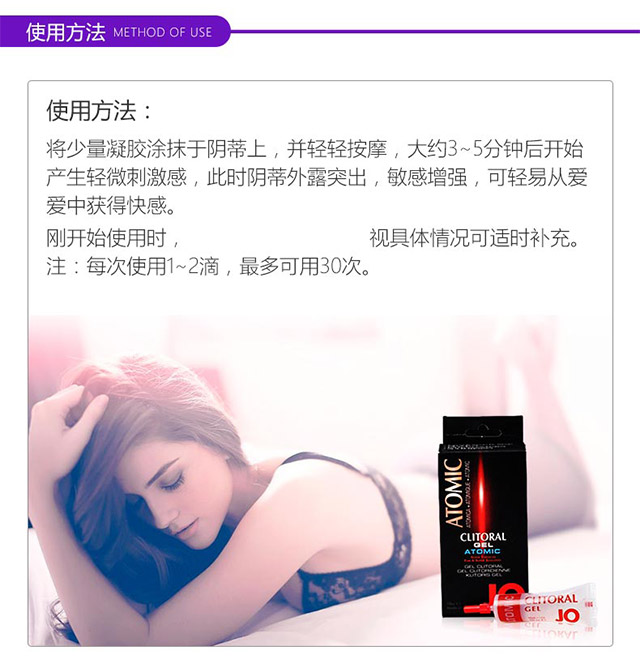 使用方法 METHOD OF USE
使用方法：
将少量凝胶涂抹于阴蒂上，并轻轻按摩，大约3~5分钟后开始
产生轻微刺激感，此时阴蒂外露突出，敏感增强，可轻易从爱
爱中获得快感。
刚开始使用时， 视具体情况可适时补充。
注：每次使用1~2滴，最多可用30次。
ATOMIC
ATOMICA • ATOMIQUE • ATOMIC
CLITORAL
GEL
ATOMIC
GEL CLITORAL
GEL CLITORIDIENNE
KLITORIS GEL
JO
ATOMIC
CLITORAL
GEL
JO